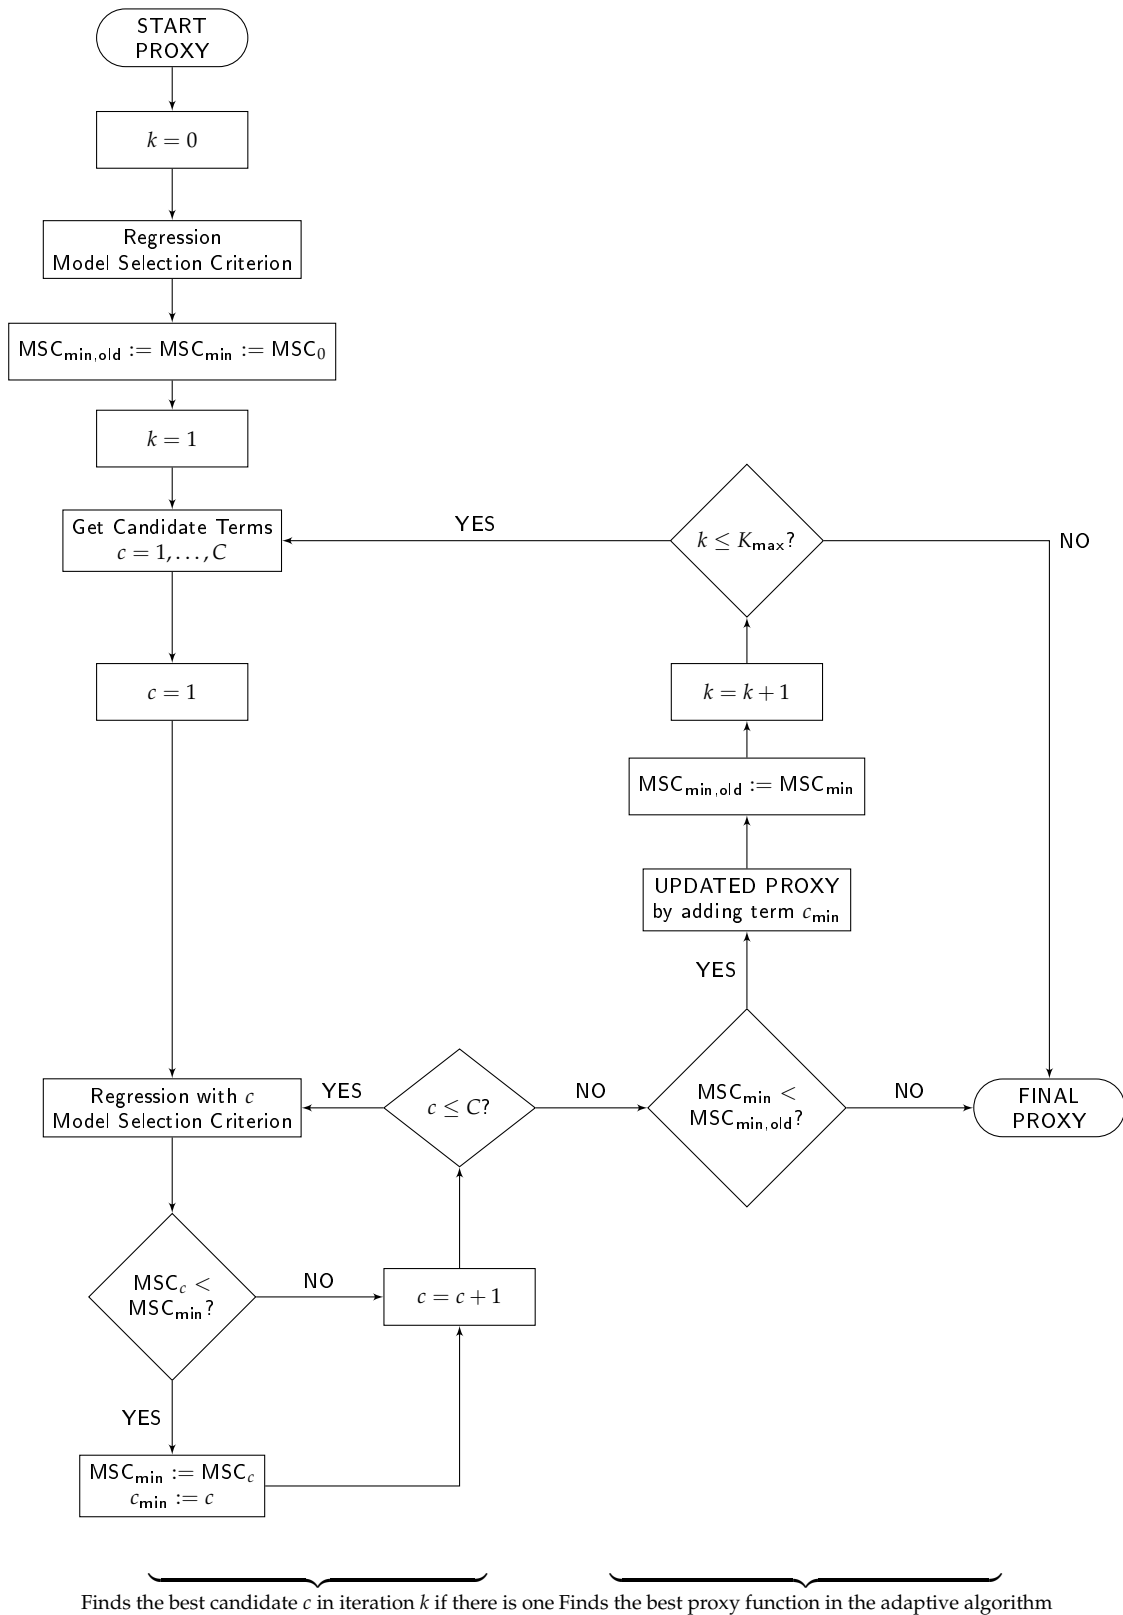 START
PROXY
k = 0
Regression
Model Selection Criterion
MSC_min,old := MSC_min := MSC_0
k = 1
Get Candidate Terms
c = 1, . . . , C
YES
k ≤ K_max?
NO
c = 1
k = k + 1
MSC_min,old := MSC_min
UPDATED PROXY
by adding term c_min
YES
Regression with c
Model Selection Criterion
YES
c ≤ C?
NO
MSC_min <
MSC_min,old?
NO
FINAL
PROXY
MSC_c <
MSC_min?
NO
c = c + 1
YES
MSC_min := MSC_c
c_min := c
Finds the best candidate c in iteration k if there is one Finds the best proxy function in the adaptive algorithm